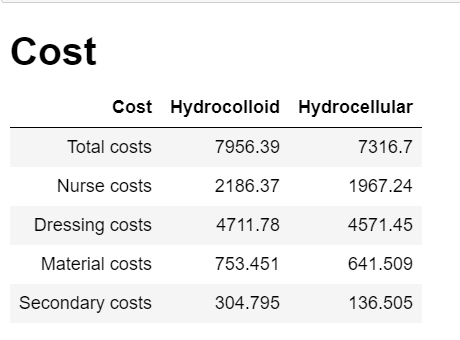 Cost
Cost Hydrocolloid Hydrocellular
Total costs 7956.39 7316.7
Nurse costs 2186.37 1967.24
Dressing costs 4711.78 4571.45
Material costs 753.451 641.509
Secondary costs 304.795 136.505